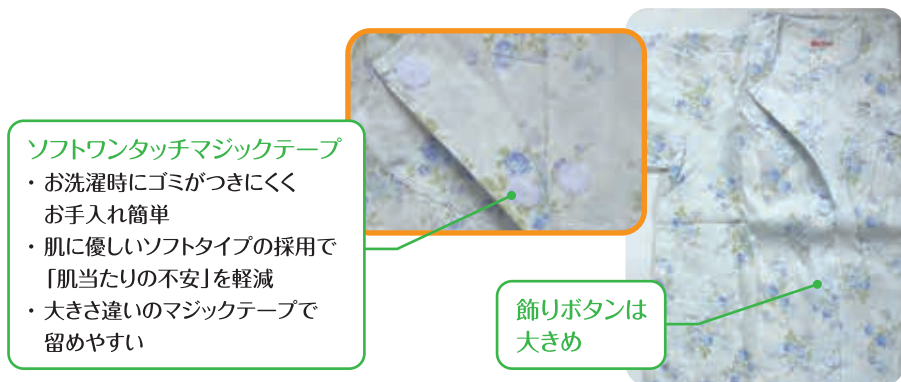 ソフトワンタッチマジックテープ
・お洗濯時にゴミがつきにくく
お手入れ簡単
・肌に優しいソフトタイプの採用で
「肌当たりの不安」を軽減
・大きさ違いのマジックテープで
留めやすい
飾りボタンは
大きめ